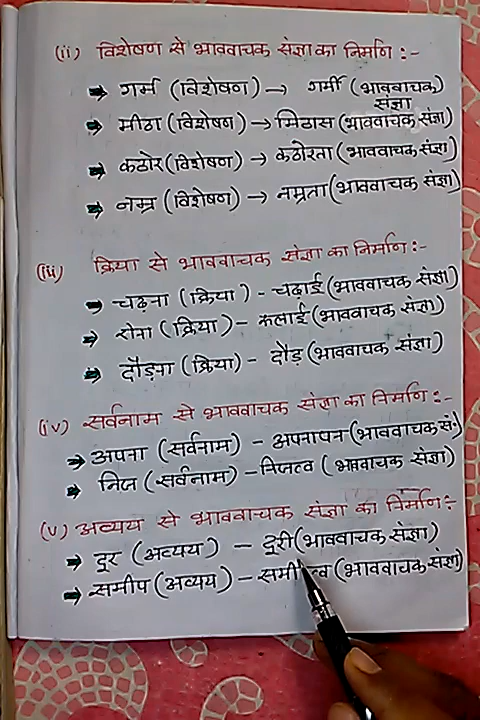 (ii) विशेषण से भाववाचक संज्ञा का निर्माण :-
→ गर्म (विशेषण) → गर्मी (भाववाचक)
संज्ञा
→ मीठा (विशेषण) → मिठास (भाववाचक संज्ञा)
→ कठोर (विशेषण) → कठोरता (भाववाचक संज्ञा)
→ नम्र (विशेषण) → नम्रता (भाववाचक संज्ञा)
(iii) क्रिया से भाववाचक संज्ञा का निर्माण :-
→ चढ़ना (क्रिया) - चढ़ाई (भाववाचक संज्ञा)
→ रोना (क्रिया) - रुलाई (भाववाचक संज्ञा)
→ दौड़ना (क्रिया) - दौड़ (भाववाचक संज्ञा)
(iv) सर्वनाम से भाववाचक संज्ञा का निर्माण :-
→ अपना (सर्वनाम) - अपनापन (भाववाचक सं॰)
→ निज (सर्वनाम) - निजत्व (भाववाचक संज्ञा)
(v) अव्यय से भाववाचक संज्ञा का निर्माण :-
→ दूर (अव्यय) - दूरी (भाववाचक संज्ञा)
→ समीप (अव्यय) - (भाववाचक संज्ञा)